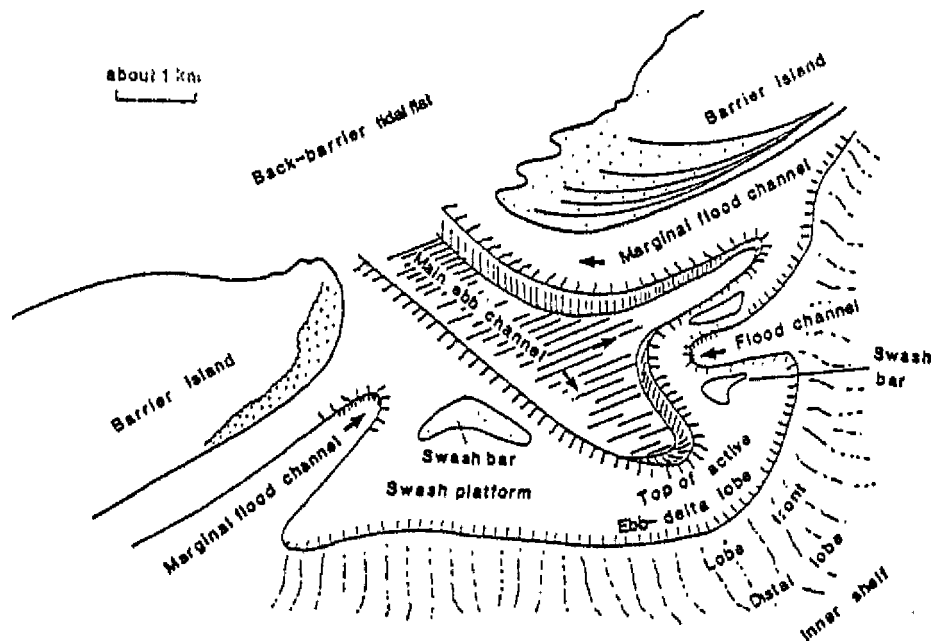 about 1 km
Back-barrier tidal flat
Barrier Island
Marginal flood channel
Main ebb channel
Flood channel
Swash
bar
Barrier Island
Marginal flood channel
Swash bar
Swash platform
Top of active
Ebb-delta lobe
Lobe front
Distal lobe
Inner shelf